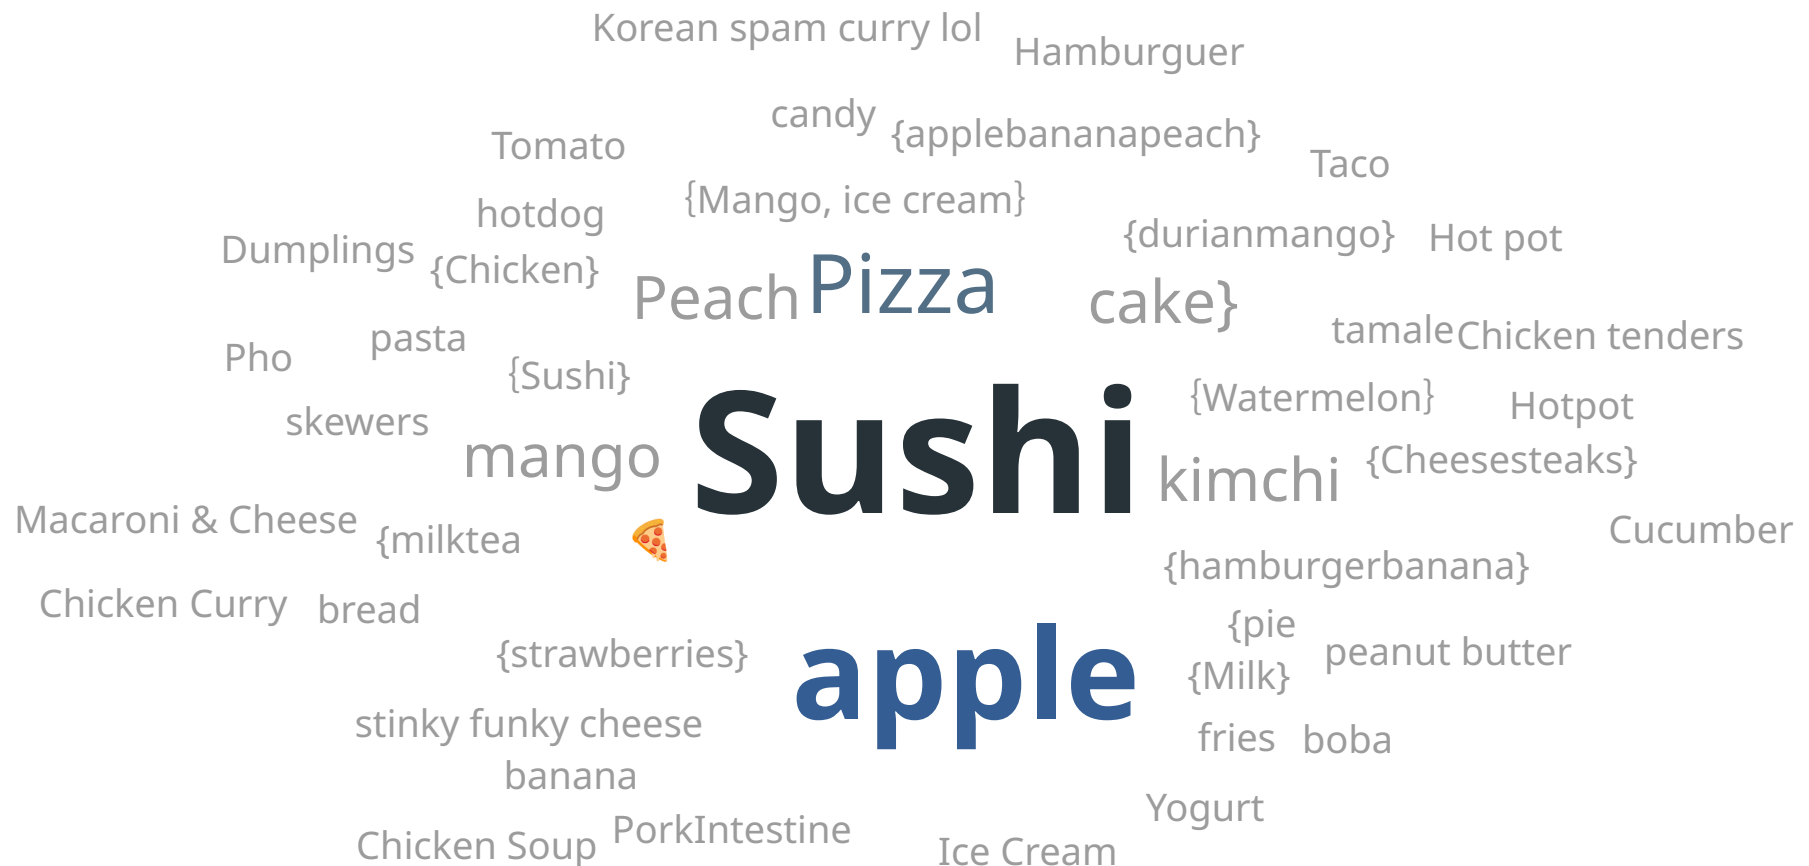 Korean spam curry lol
Hamburguer
candy
{applebananapeach}
Tomato
Taco
{Mango, ice cream}
hotdog
{durianmango}
Hot pot
Dumplings
{Chicken}
Peach
Pizza
cake}
tamale
Chicken tenders
pasta
Pho
{Sushi}
{Watermelon}
Hotpot
skewers
mango
Sushi
kimchi
{Cheesesteaks}
Macaroni & Cheese
{milktea
Cucumber
{hamburgerbanana}
Chicken Curry
bread
{pie
{strawberries}
apple
peanut butter
{Milk}
stinky funky cheese
fries
boba
banana
Yogurt
PorkIntestine
Chicken Soup
Ice Cream